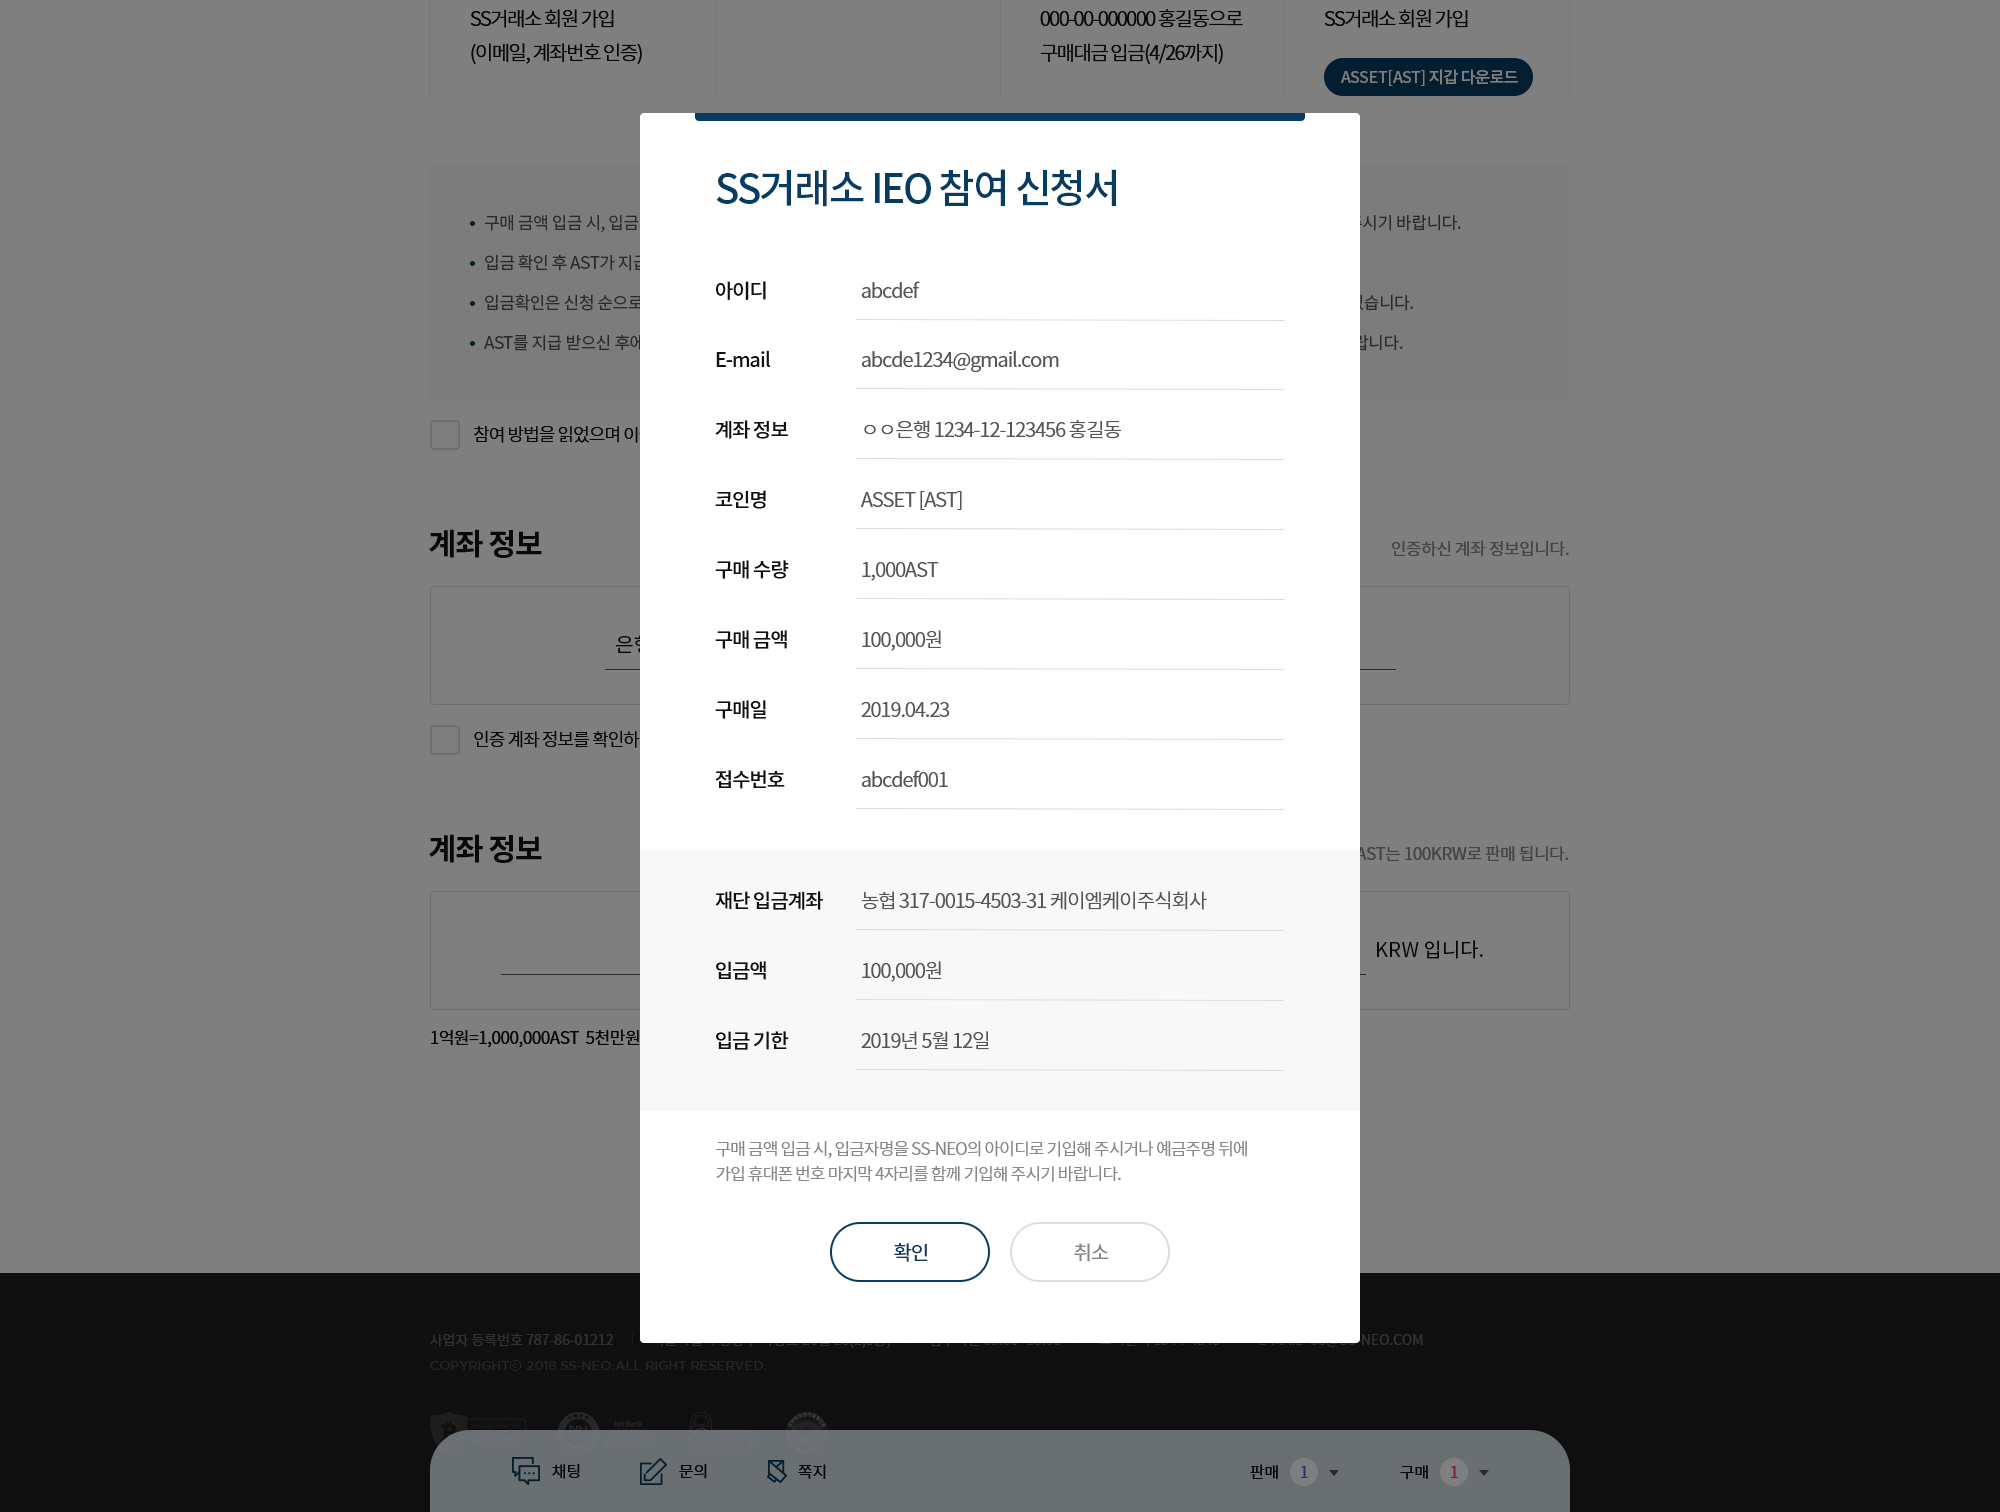 SS거래소 회원 가입
(이메일, 계좌번호 인증)
000-00-000000 홍길동으로
구매대금 입금(4/26까지)
SS거래소 회원 가입
ASSET[AST] 지갑 다운로드
SS거래소 IEO 참여 신청서
구매 금액 입금 시, 입금
시기 바랍니다.
입금 확인 후 AST가 지급
입금확인은 신청 순으로
있습니다.
AST를 지급 받으신 후에
랍니다.
참여 방법을 읽었으며 이
계좌 정보
인증하신 계좌 정보입니다.
은행
인증 계좌 정보를 확인하
계좌 정보
AST는 100KRW로 판매 됩니다.
KRW 입니다.
1억원=1,000,000AST 5천만원
아이디 abcdef
E-mail abcde1234@gmail.com
계좌 정보 ㅇㅇ은행 1234-12-123456 홍길동
코인명 ASSET [AST]
구매 수량 1,000AST
구매 금액 100,000원
구매일 2019.04.23
접수번호 abcdef001
재단 입금계좌 농협 317-0015-4503-31 케이엠케이주식회사
입금액 100,000원
입금 기한 2019년 5월 12일
구매 금액 입금 시, 입금자명을 SS-NEO의 아이디로 기입해 주시거나 예금주명 뒤에
가입 휴대폰 번호 마지막 4자리를 함께 기입해 주시기 바랍니다.
확인 취소
사업자 등록번호 787-86-01212
-NEO.COM
COPYRIGHT© 2018 SS-NEO.ALL RIGHT RESERVED.
NH Bank
채팅 문의 쪽지 판매 1 구매 1